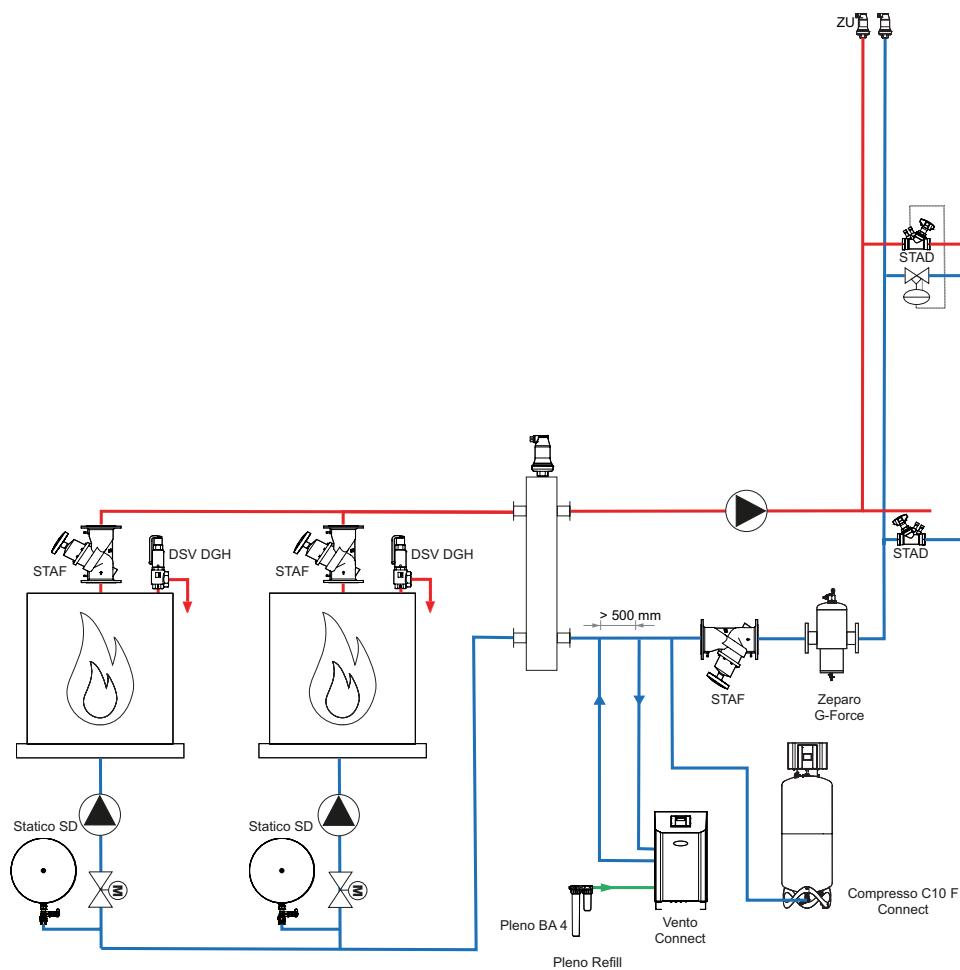 ZU
STAD
STAD
DSV DGH
DSV DGH
STAF
STAF
> 500 mm
STAF
Zeparo
G-Force
Statico SD
Statico SD
M
M
Compresso C10 F
Connect
Pleno BA 4
Vento
Connect
Pleno Refill